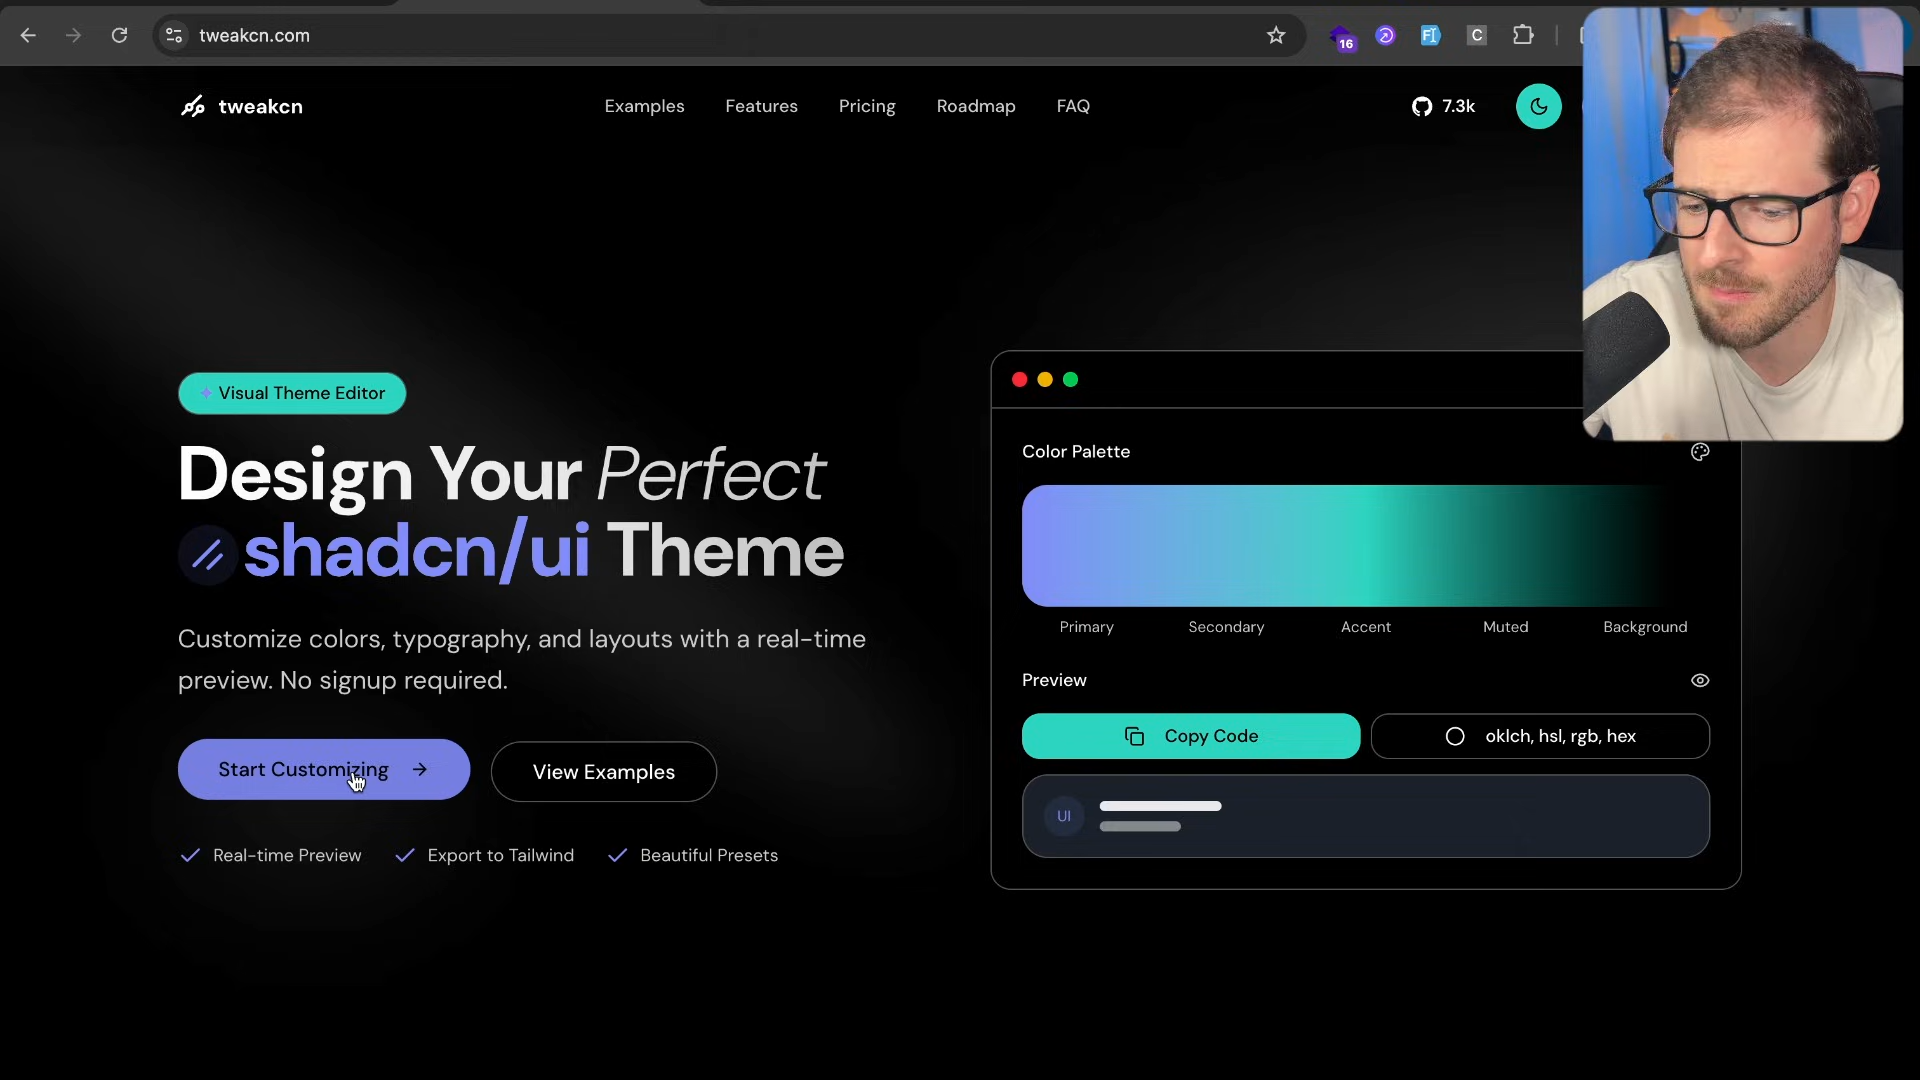 tweakcn.com
16
C
tweakcn
Examples
Features
Pricing
Roadmap
FAQ
7.3k
Visual Theme Editor
Design Your Perfect
shadcn/ui Theme
Customize colors, typography, and layouts with a real-time
preview. No signup required.
Start Customizing
View Examples
Real-time Preview
Export to Tailwind
Beautiful Presets
Color Palette
Primary
Secondary
Accent
Muted
Background
Preview
Copy Code
oklch, hsl, rgb, hex
UI